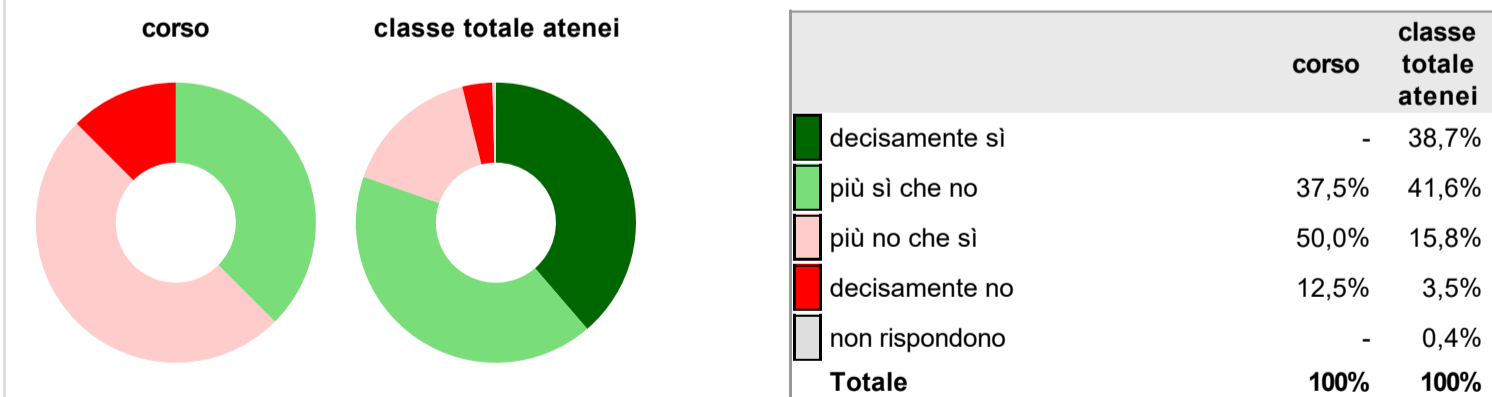 corso classe totale atenei
corso classe totale atenei
decisamente sì - 38,7%
più sì che no 37,5% 41,6%
più no che sì 50,0% 15,8%
decisamente no 12,5% 3,5%
non rispondono - 0,4%
Totale 100% 100%